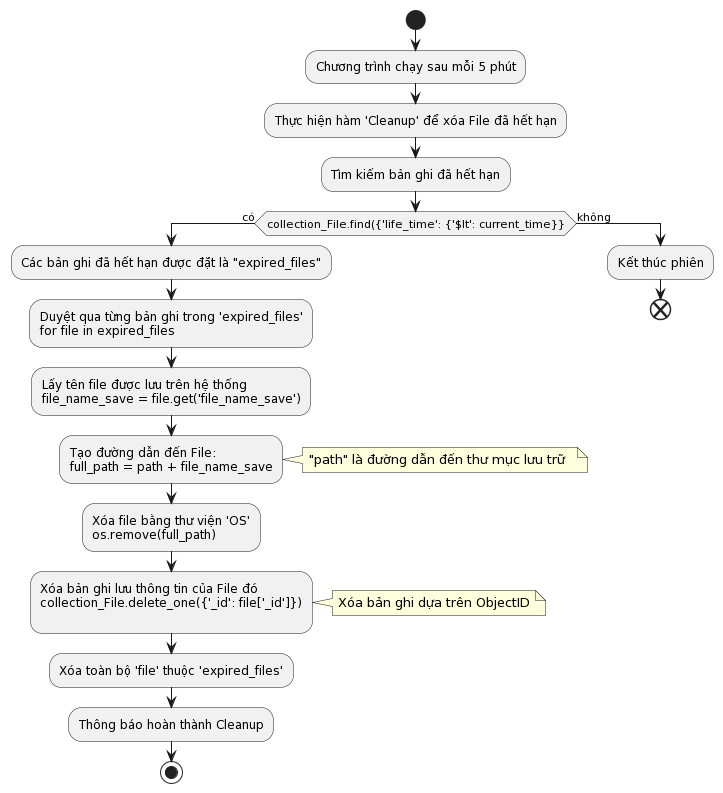 Chương trình chạy sau mỗi 5 phút
Thực hiện hàm 'Cleanup' để xóa File đã hết hạn
Tìm kiếm bản ghi đã hết hạn
có
collection_File.find({'life_time': {'$lt': current_time}}
không
Các bản ghi đã hết hạn được đặt là "expired_files"
Kết thúc phiên
Duyệt qua từng bản ghi trong 'expired_files'
for file in expired_files
Lấy tên file được lưu trên hệ thống
file_name_save = file.get('file_name_save')
Tạo đường dẫn đến File:
full_path = path + file_name_save
"path" là đường dẫn đến thư mục lưu trữ
Xóa file bằng thư viện 'OS'
os.remove(full_path)
Xóa bản ghi lưu thông tin của File đó
collection_File.delete_one({'_id': file['_id']})
Xóa bản ghi dựa trên ObjectID
Xóa toàn bộ 'file' thuộc 'expired_files'
Thông báo hoàn thành Cleanup